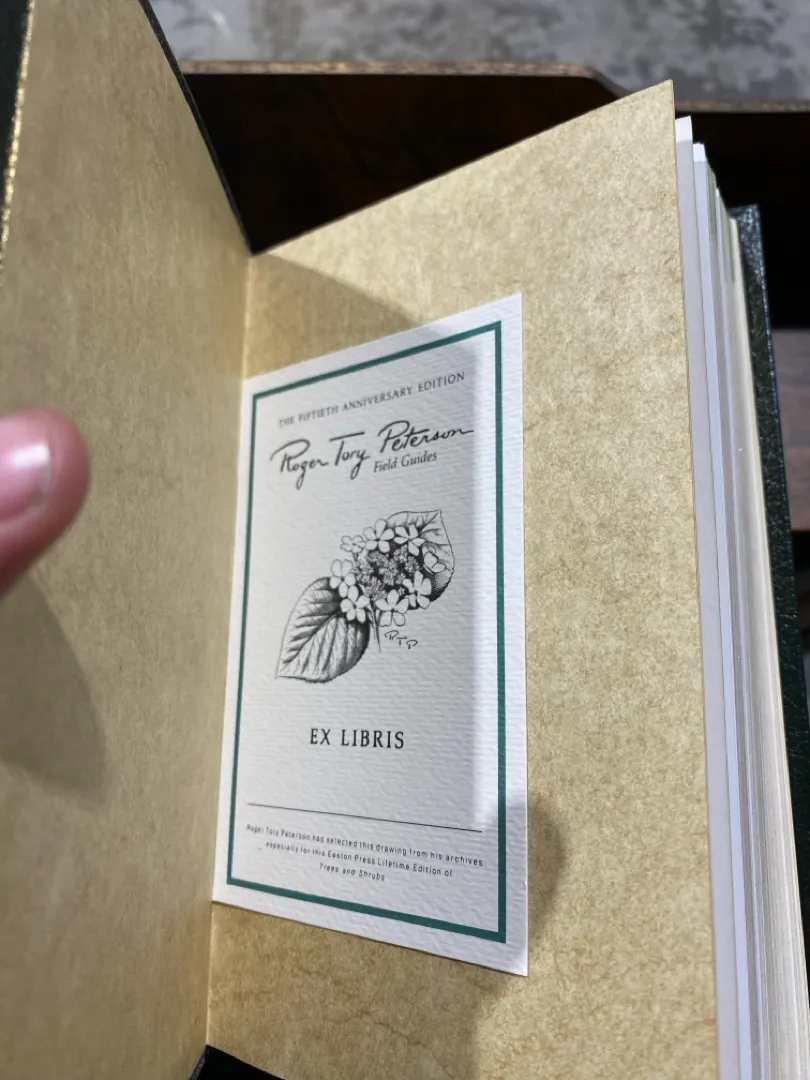 THE FIFTIETH ANNIVERSARY EDITION
Roger Tory Peterson
Field Guides
RTP
EX LIBRIS
Roger Tory Peterson has selected this drawing from his archives
especially for this Easton Press Lifetime Edition of
Trees and Shrubs